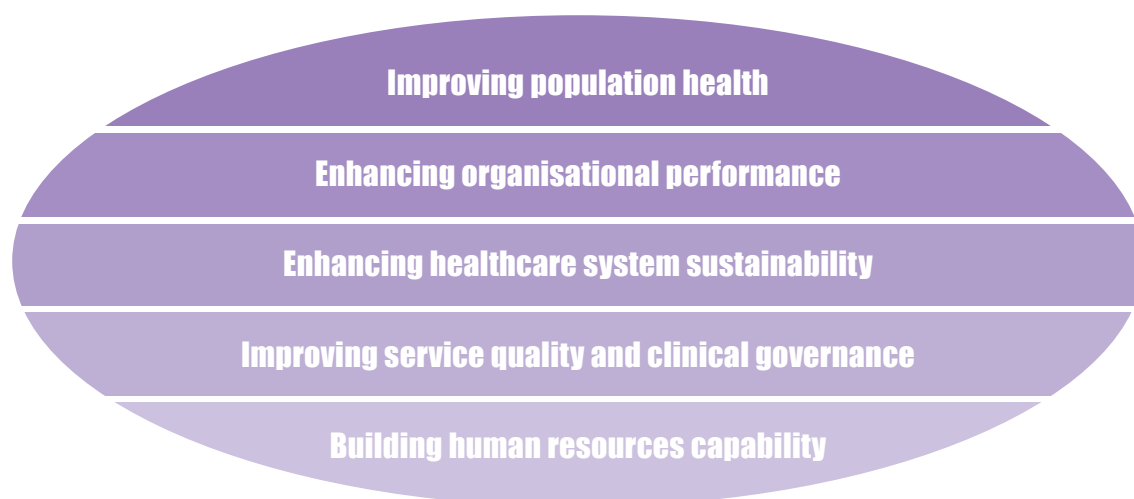 Improving population health
Enhancing organisational performance
Enhancing healthcare system sustainability
Improving service quality and clinical governance
Building human resources capability